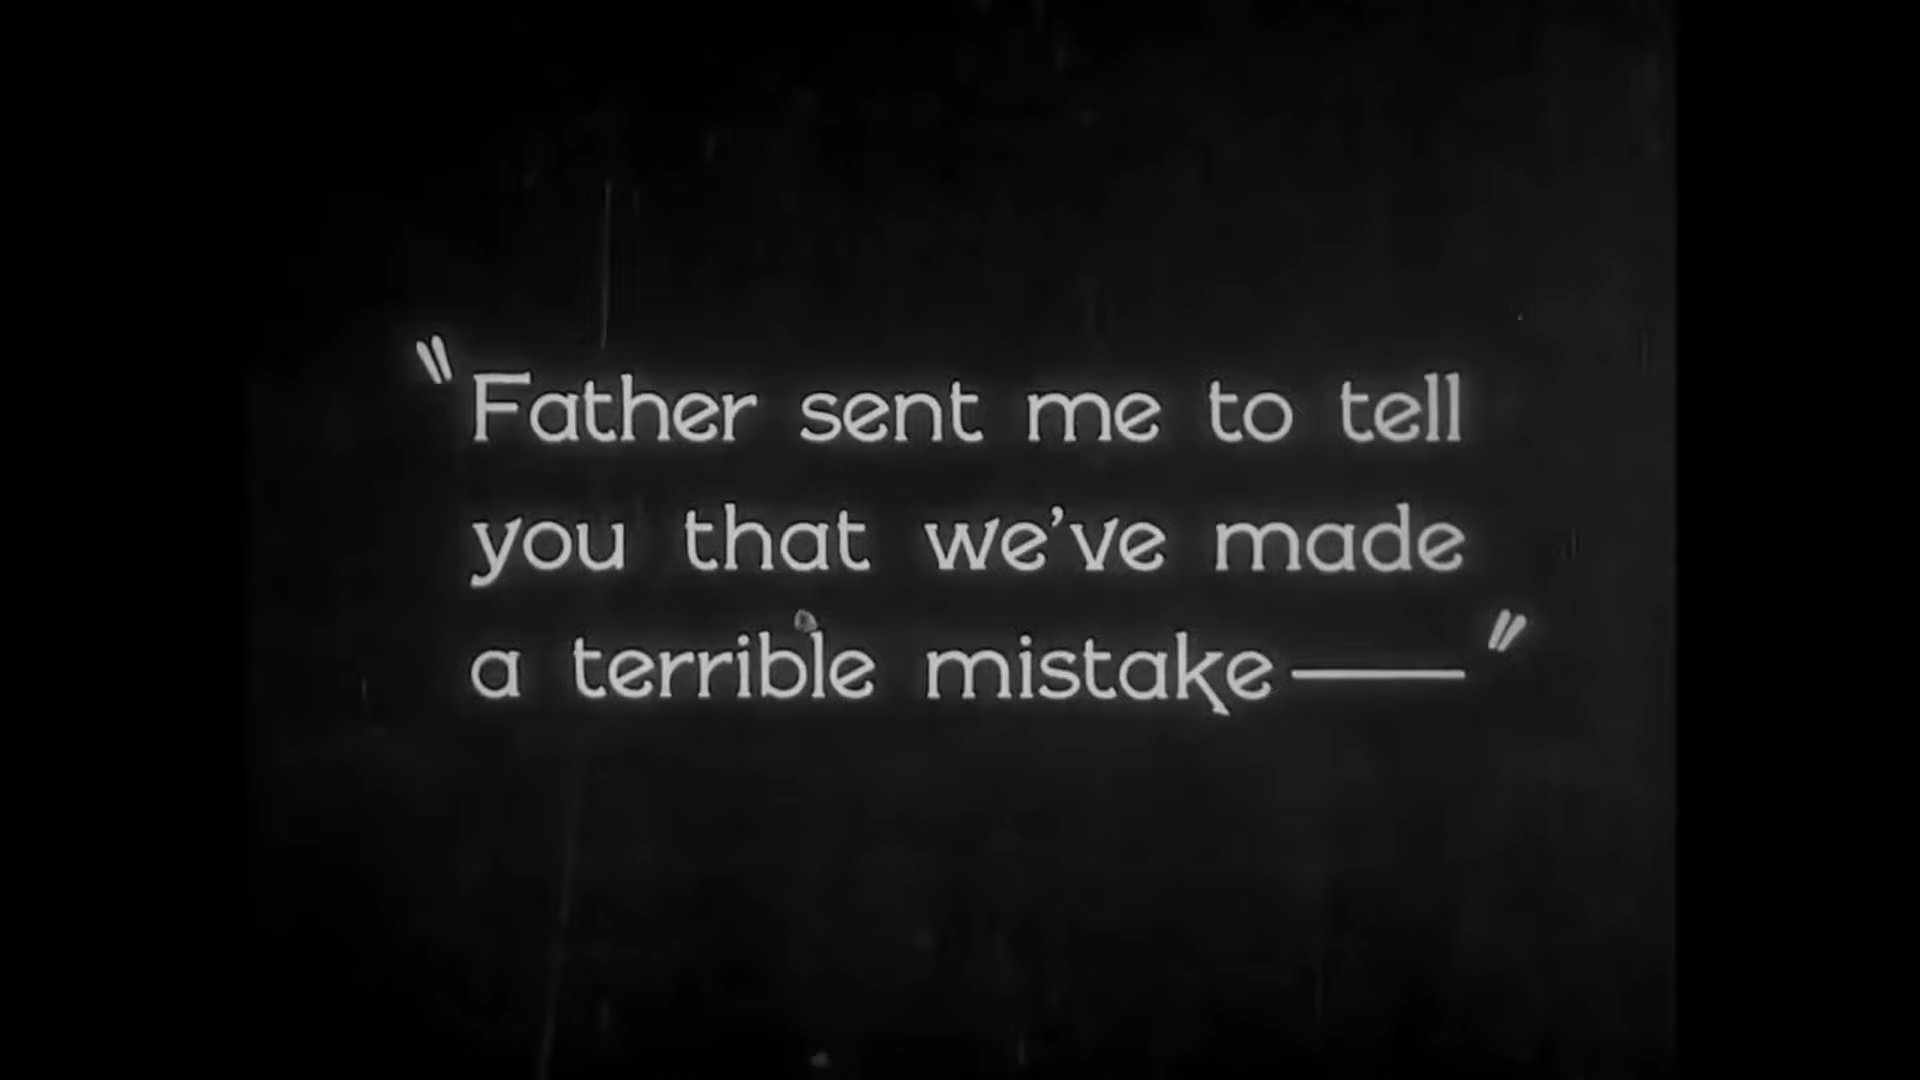 "Father sent me to tell
you that we've made
a terrible mistake——"